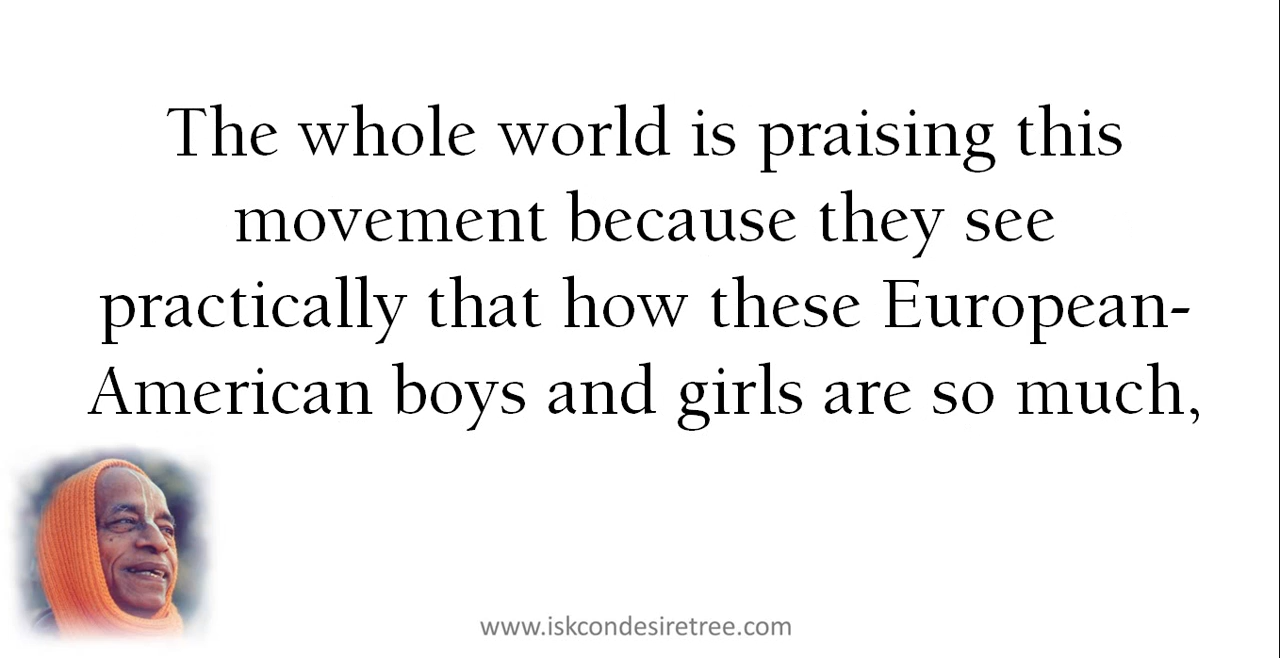 The whole world is praising this
movement because they see
practically that how these European-
American boys and girls are so much,
www.iskcondesiretree.com